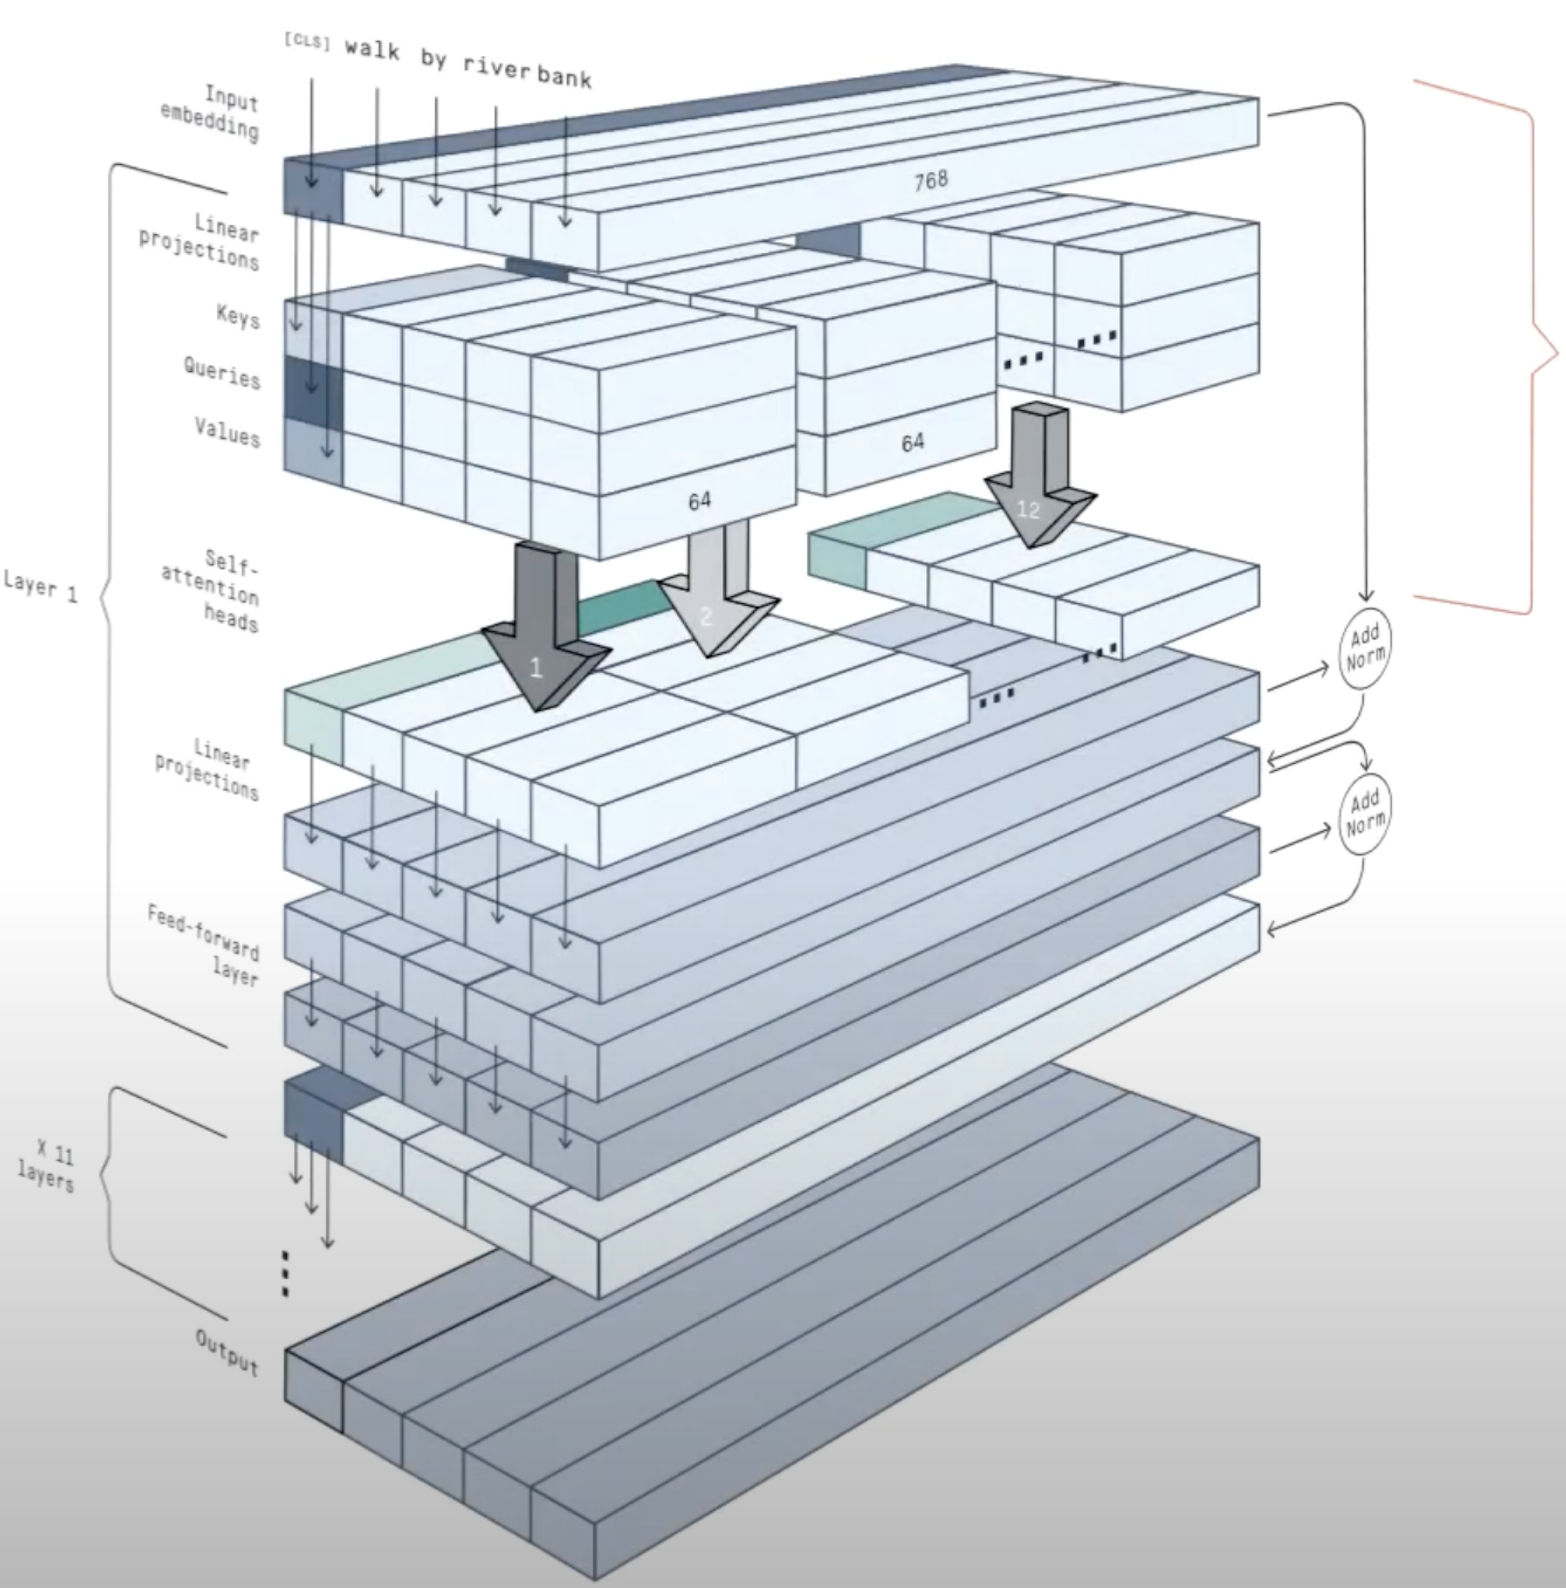 [CLS] walk by river bank
Input
embedding
768
Linear
projections
Keys
Queries
Values
64
64
12
Layer 1
Self-
attention
heads
2
1
Add
Norm
Linear
projections
Add
Norm
Feed-forward
layer
X 11
layers
Output